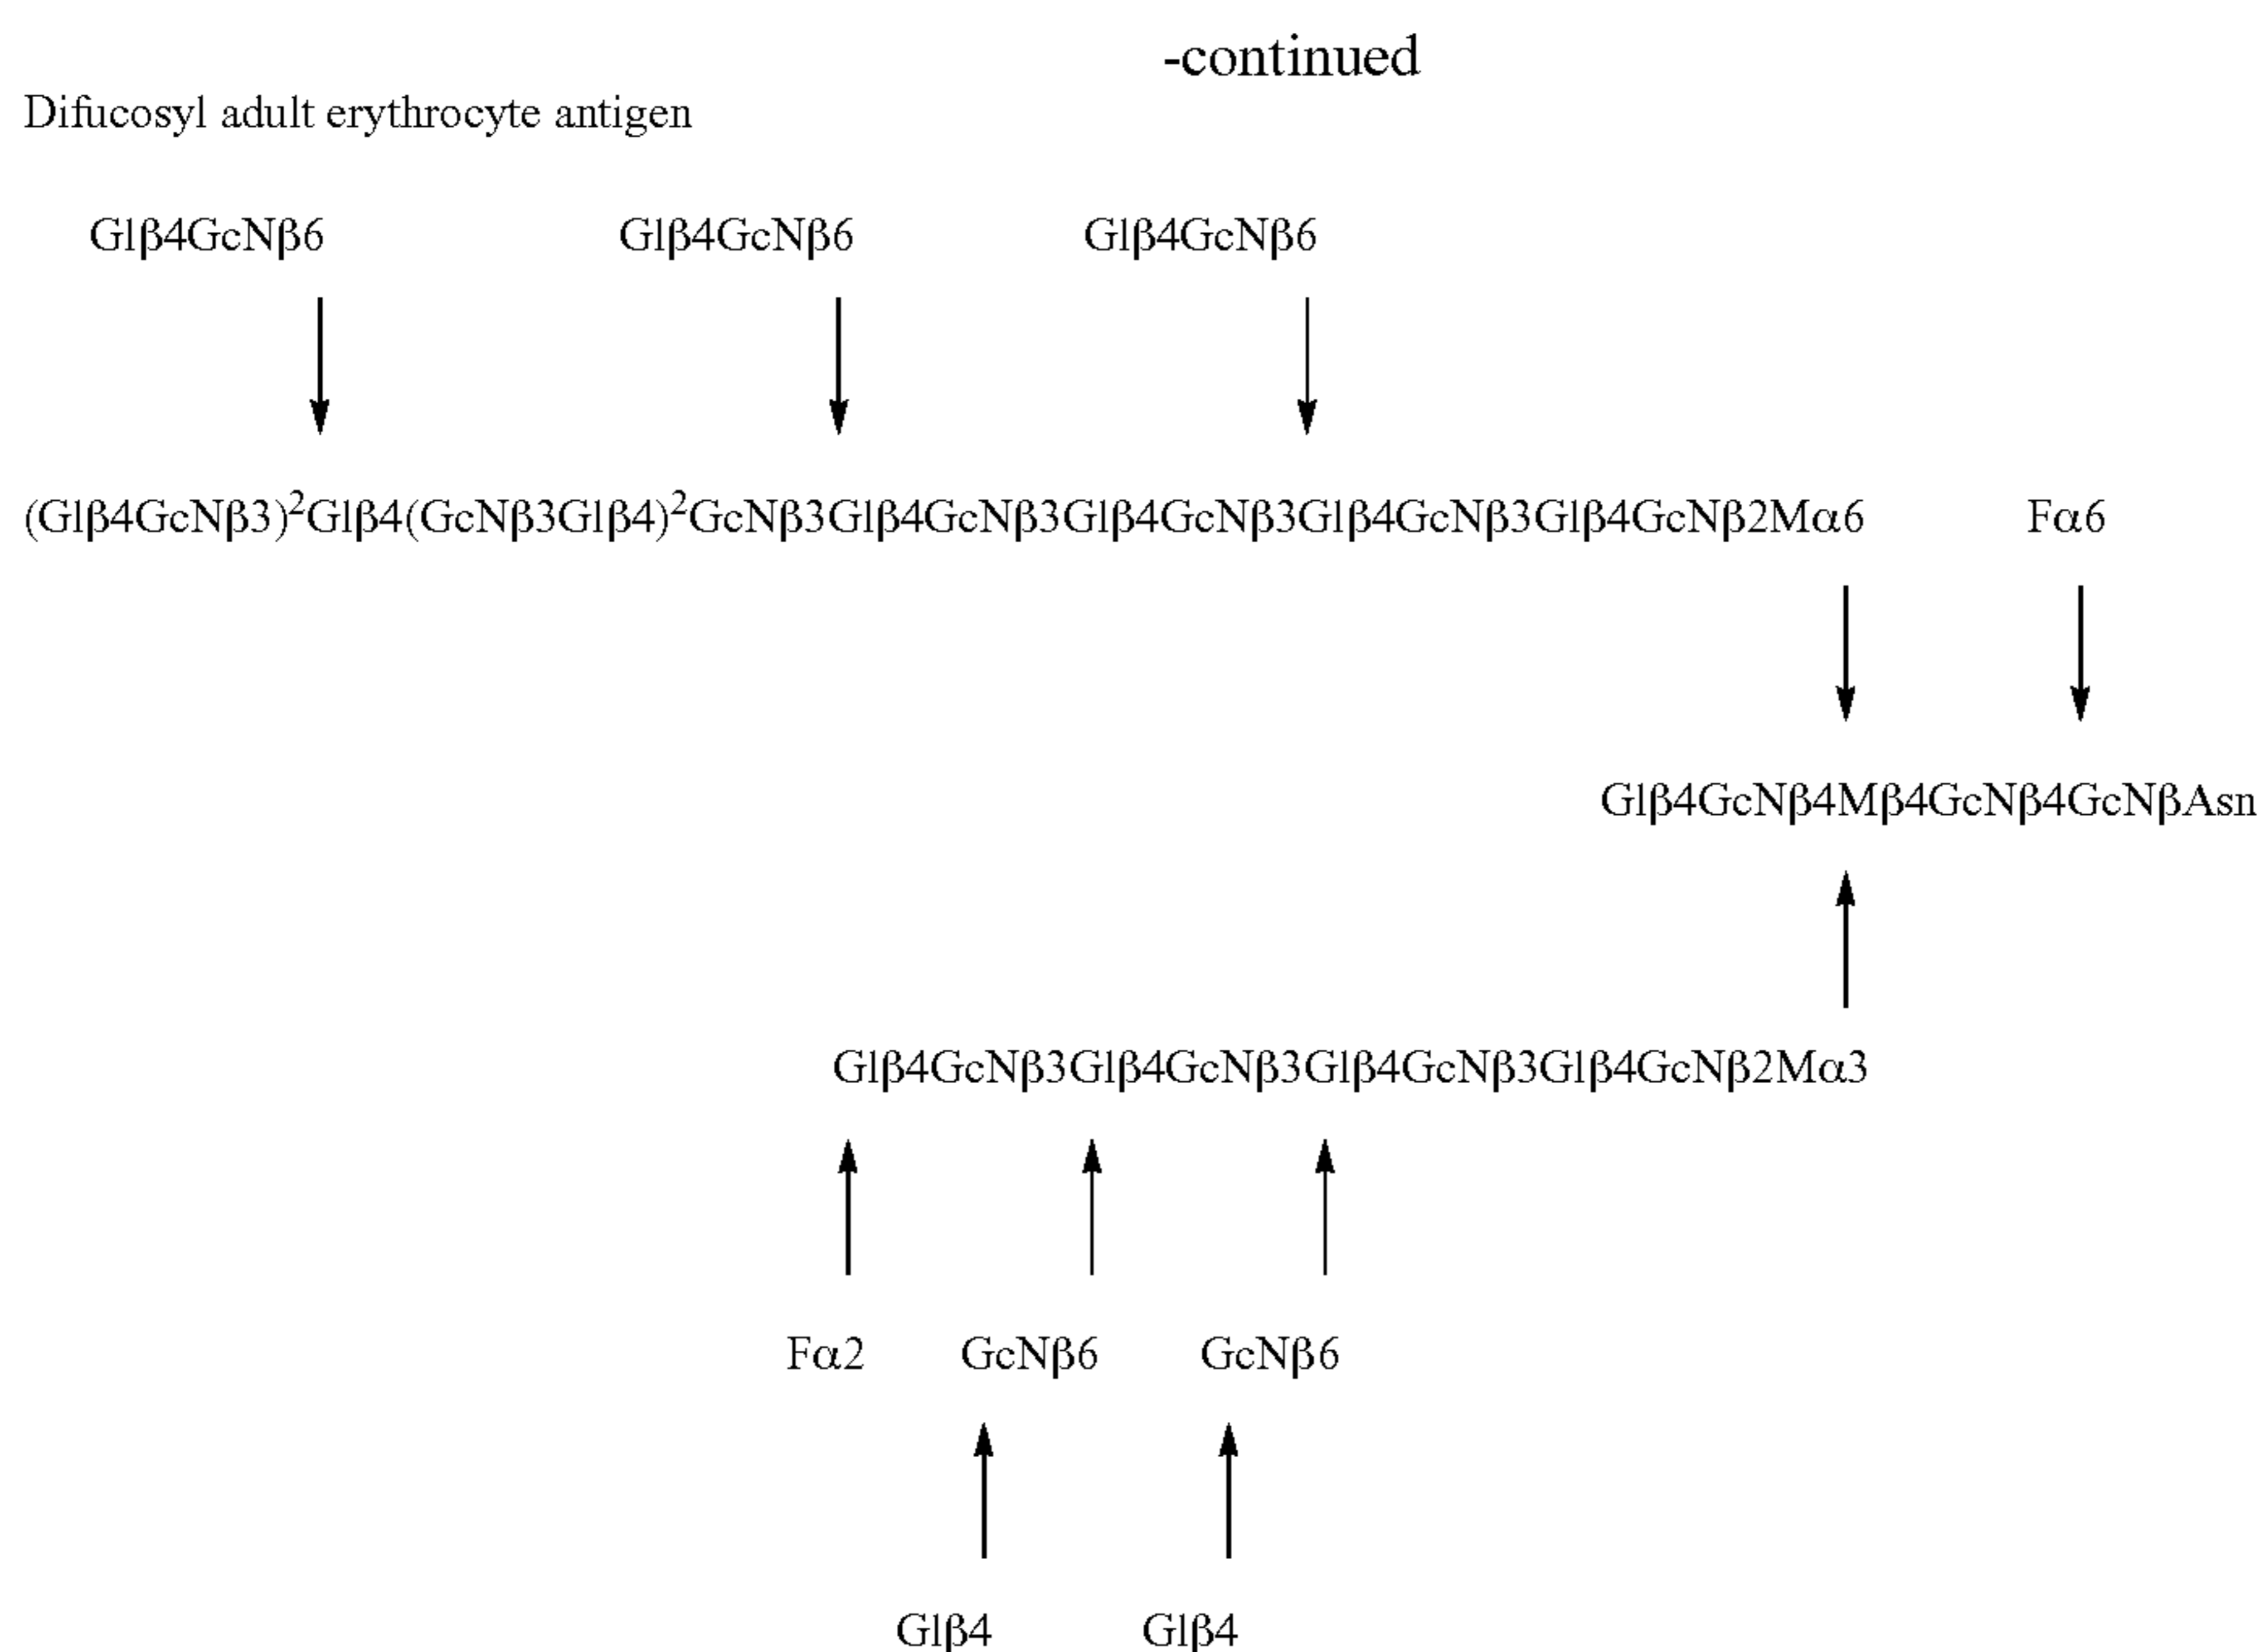 -continued
Difucosyl adult erythrocyte antigen
Glβ4GcNβ6 Glβ4GcNβ6 Glβ4GcNβ6
(Glβ4GcNβ3)²Glβ4(GcNβ3Glβ4)²GcNβ3Glβ4GcNβ3Glβ4GcNβ3Glβ4GcNβ3Glβ4GcNβ2Mα6 Fα6
Glβ4GcNβ4Mβ4GcNβ4GcNβAsn
Glβ4GcNβ3Glβ4GcNβ3Glβ4GcNβ3Glβ4GcNβ2Mα3
Fα2 GcNβ6 GcNβ6
Glβ4 Glβ4